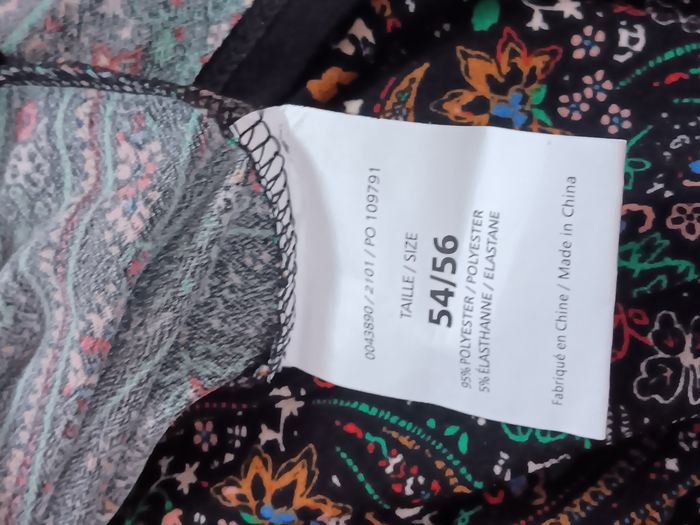 0043890 / 2101 / PO 109791
TAILLE / SIZE
54/56
95% POLYESTER / POLYESTER
5% ÉLASTHANNE / ELASTANE
Fabriqué en Chine / Made in China